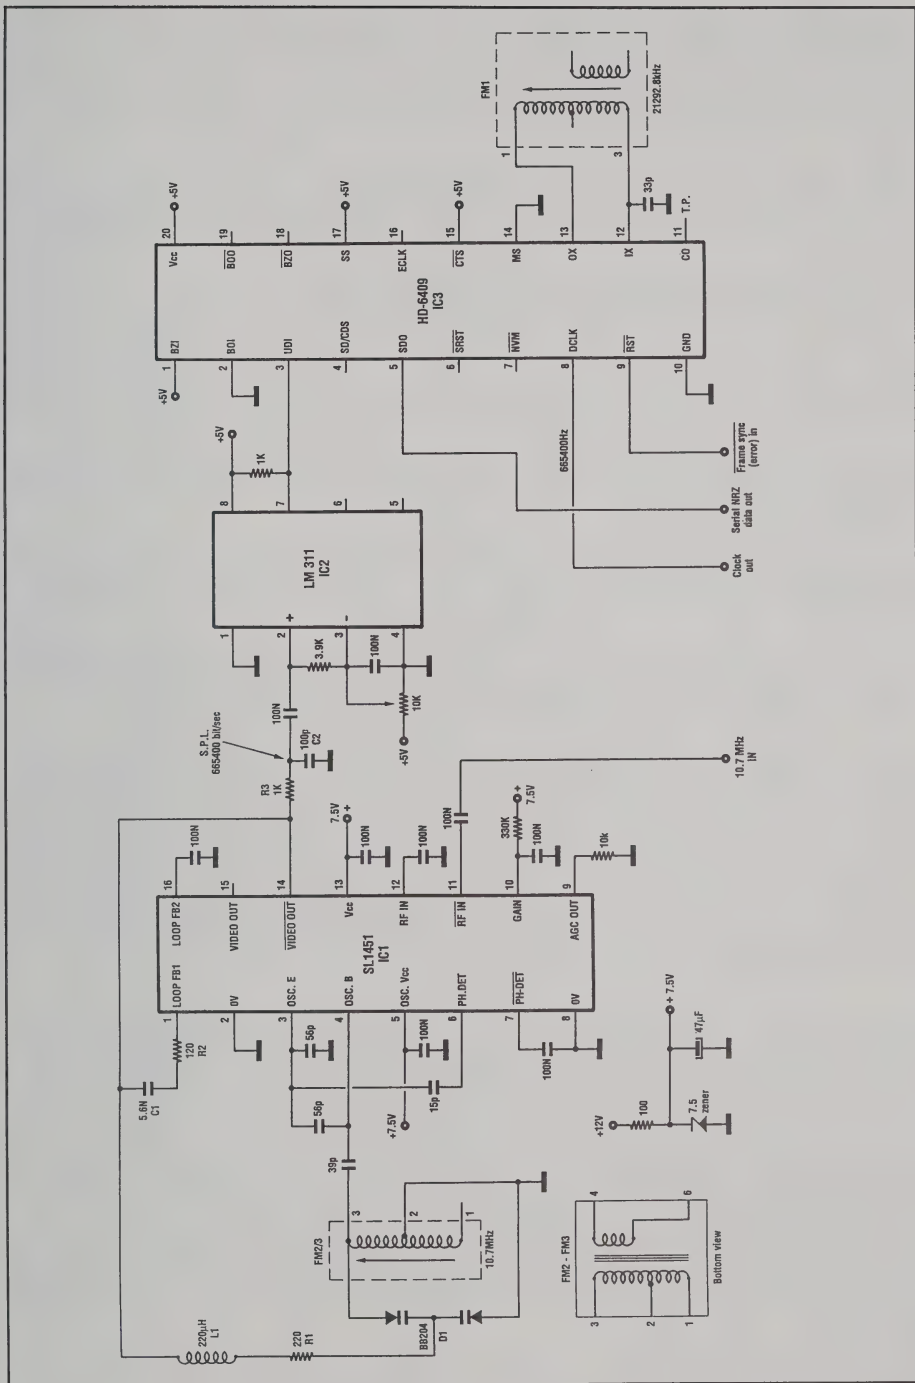 FM1
1
3
21292.8kHz
+5V
20
Vcc
19
BOO
18
BZO
+5V
17
SS
16
ECLK
+5V
15
CTS
14
MS
13
OX
12
IX
33p
11
T.P.
CO
HD-6409
IC3
1
BZI
+5V
2
BOI
3
UDI
4
SD/CDS
5
SDO
6
SRST
7
NVM
8
DCLK
9
RST
10
GND
665400Hz
Frame sync
(error) in
Serial NRZ
data out
Clock
out
+5V
1K
8
7
6
5
LM 311
IC2
1
2
+
3
-
4
3.9K
100N
10K
+5V
100N
S.P.L.
665400 bit/sec
100p
C2
R3
1K
10.7 MHz
IN
100N
16
LOOP FB2
100N
15
VIDEO OUT
14
VIDEO OUT
7.5V
+
13
Vcc
100N
12
RF IN
100N
11
RF IN
10
GAIN
330K
+
7.5V
100N
9
AGC OUT
10k
SL1451
IC1
1
LOOP FB1
2
0V
3
OSC. E
4
OSC. B
5
OSC. Vcc
6
PH.DET
7
PH-DET
8
0V
120
R2
5.6N
C1
56p
56p
15p
100N
+7.5V
100N
39p
FM2/3
3
2
1
10.7MHz
BB204
D1
220
R1
220µH
L1
+12V
100
7.5
zener
+ 7.5V
47µF
FM2 - FM3
3
2
1
4
6
Bottom view